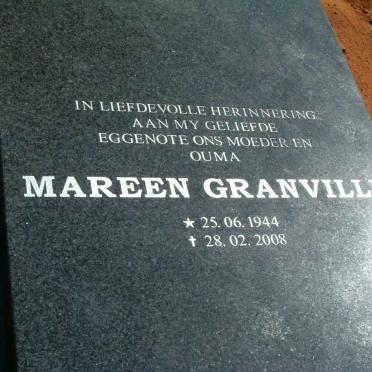 IN LIEFDEVOLLE HERINNERING
AAN MY GELIEFDE
EGGENOTE ONS MOEDER EN
OUMA
MAREEN GRANVILL
★ 25. 06. 1944
✝ 28. 02. 2008